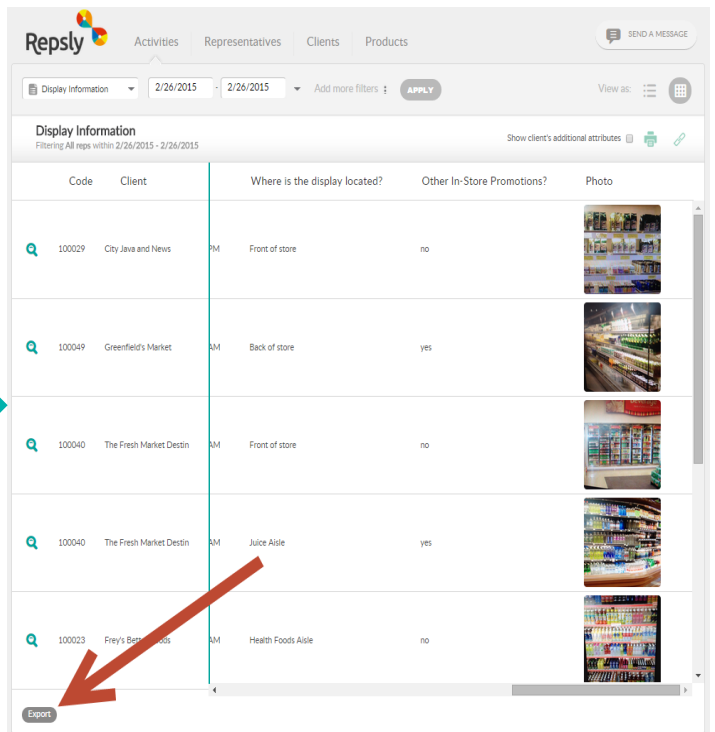 Repsly
Activities Representatives Clients Products
SEND A MESSAGE
Display Information 2/26/2015 - 2/26/2015 Add more filters APPLY View as:
Display Information
Filtering All reps within 2/26/2015 - 2/26/2015
Show client's additional attributes
Code Client Where is the display located? Other In-Store Promotions? Photo
100029 City Java and News PM Front of store no
100049 Greenfield's Market AM Back of store yes
100040 The Fresh Market Destin AM Front of store no
100040 The Fresh Market Destin AM Juice Aisle yes
100023 Frey's AM Health Foods Aisle no
Export